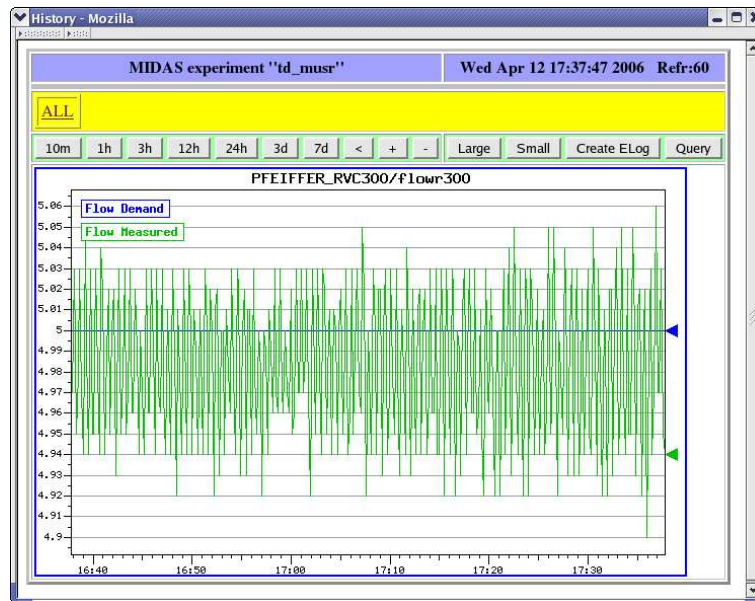 History - Mozilla
MIDAS experiment "td_musr" Wed Apr 12 17:37:47 2006 Refr:60
ALL
10m 1h 3h 12h 24h 3d 7d < + - Large Small Create ELog Query
PFEIFFER_RVC300/flowr300
Flow Demand
Flow Measured
5.06
5.05
5.04
5.03
5.02
5.01
5
4.99
4.98
4.97
4.96
4.95
4.94
4.93
4.92
4.91
4.9
16:40 16:50 17:00 17:10 17:20 17:30